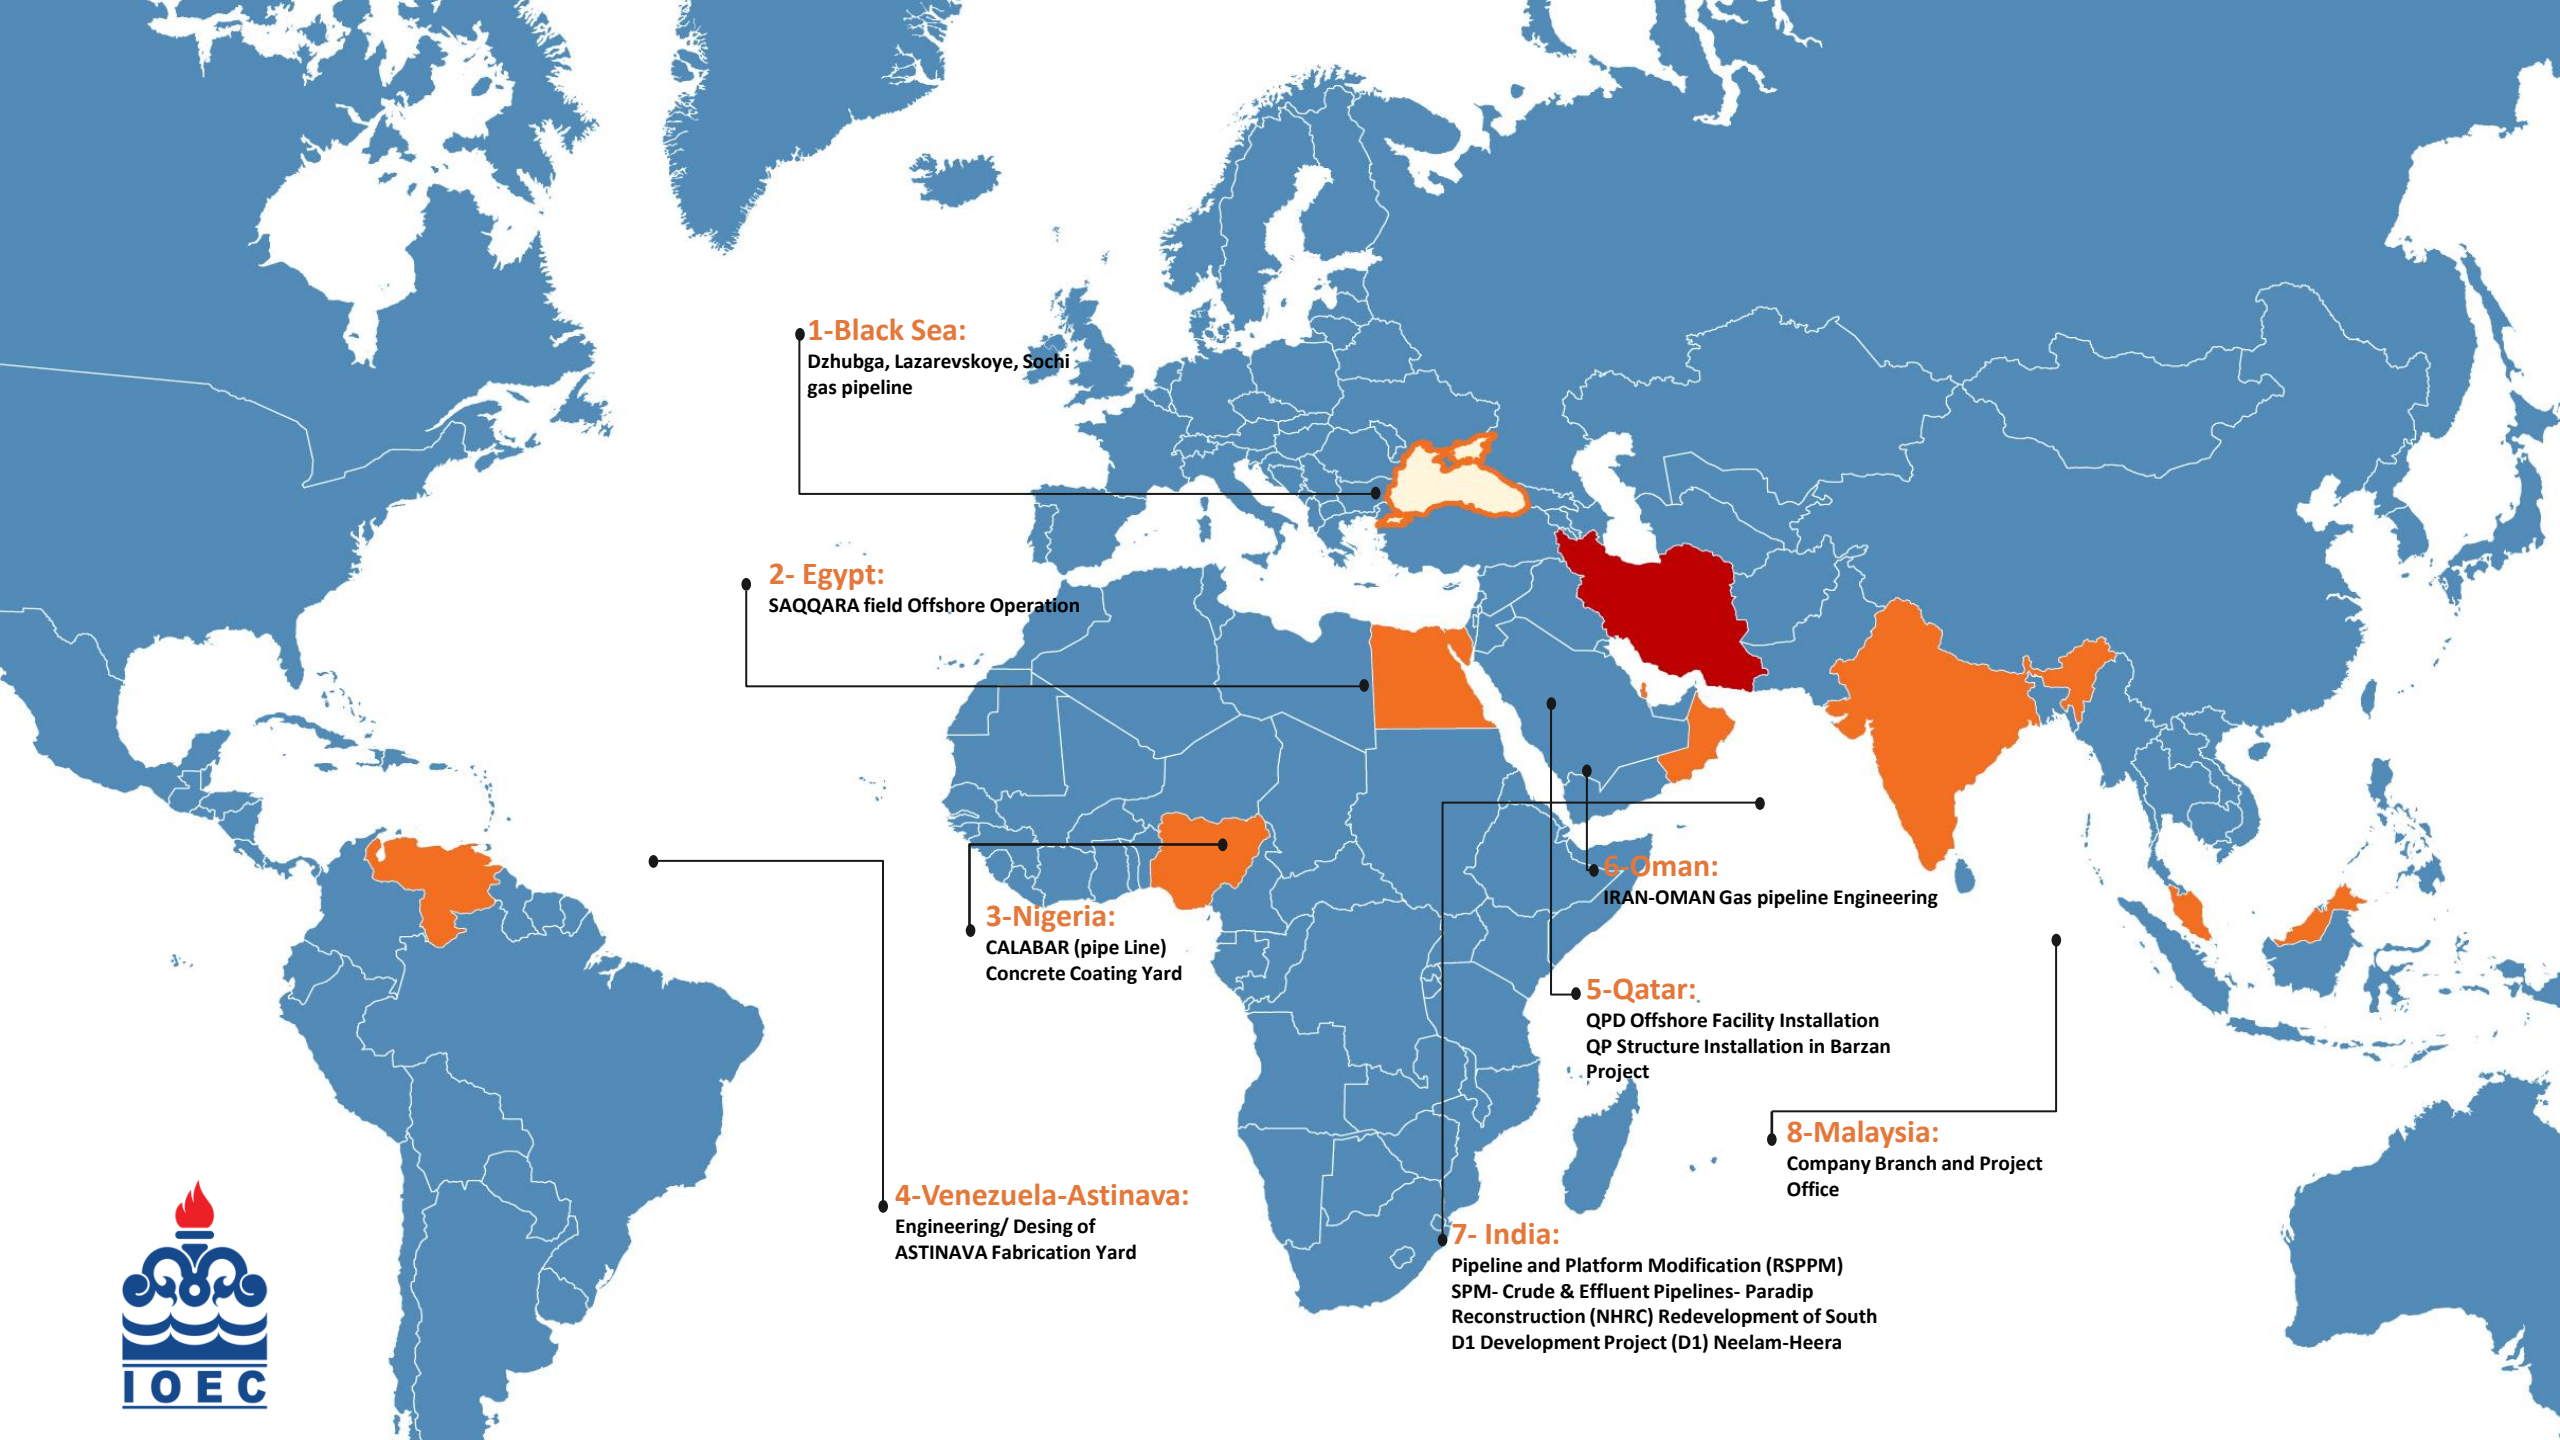 1-Black Sea:
Dzhubga, Lazarevskoye, Sochi
gas pipeline
2- Egypt:
SAQQARA field Offshore Operation
3-Nigeria:
CALABAR (pipe Line)
Concrete Coating Yard
4-Venezuela-Astinava:
Engineering/ Desing of
ASTINAVA Fabrication Yard
5-Qatar:
QPD Offshore Facility Installation
QP Structure Installation in Barzan
Project
6-Oman:
IRAN-OMAN Gas pipeline Engineering
7- India:
Pipeline and Platform Modification (RSPPM)
SPM- Crude & Effluent Pipelines- Paradip
Reconstruction (NHRC) Redevelopment of South
D1 Development Project (D1) Neelam-Heera
8-Malaysia:
Company Branch and Project
Office
IOEC